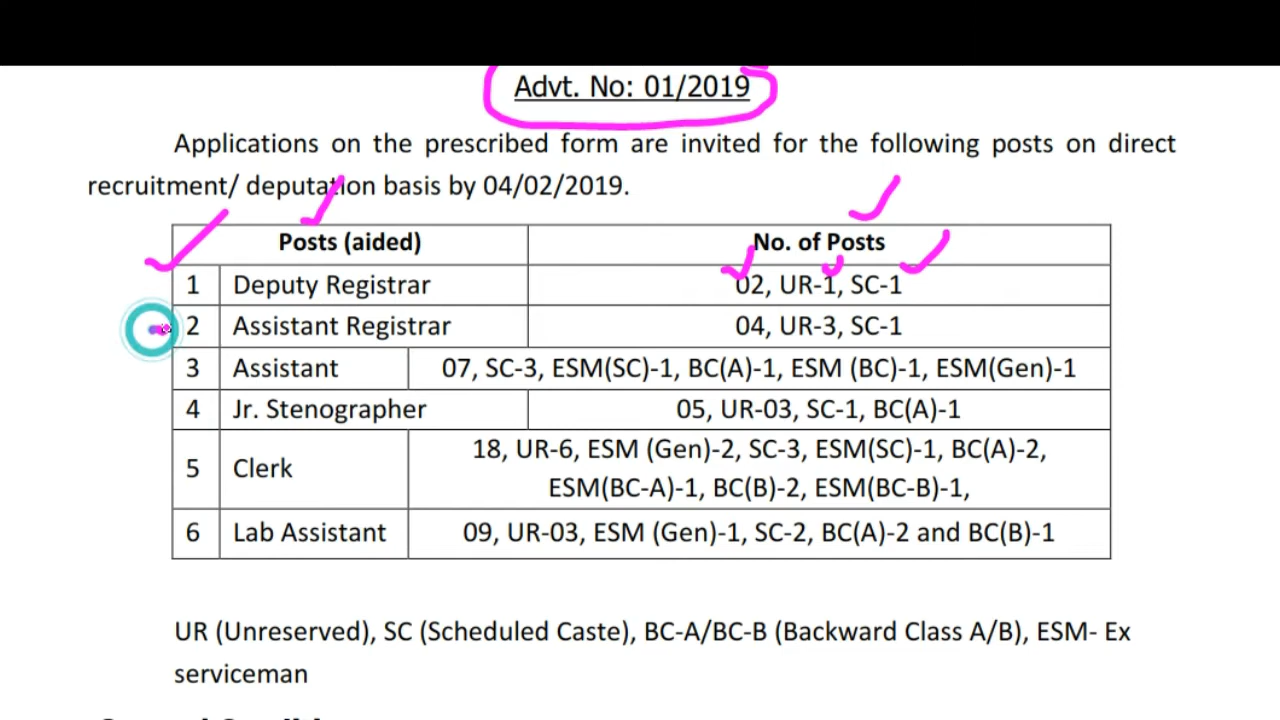 Advt. No: 01/2019
Applications on the prescribed form are invited for the following posts on direct
recruitment/ deputation basis by 04/02/2019.
Posts (aided) No. of Posts
1 Deputy Registrar 02, UR-1, SC-1
2 Assistant Registrar 04, UR-3, SC-1
3 Assistant 07, SC-3, ESM(SC)-1, BC(A)-1, ESM (BC)-1, ESM(Gen)-1
4 Jr. Stenographer 05, UR-03, SC-1, BC(A)-1
5 Clerk 18, UR-6, ESM (Gen)-2, SC-3, ESM(SC)-1, BC(A)-2,
ESM(BC-A)-1, BC(B)-2, ESM(BC-B)-1,
6 Lab Assistant 09, UR-03, ESM (Gen)-1, SC-2, BC(A)-2 and BC(B)-1
UR (Unreserved), SC (Scheduled Caste), BC-A/BC-B (Backward Class A/B), ESM- Ex
serviceman